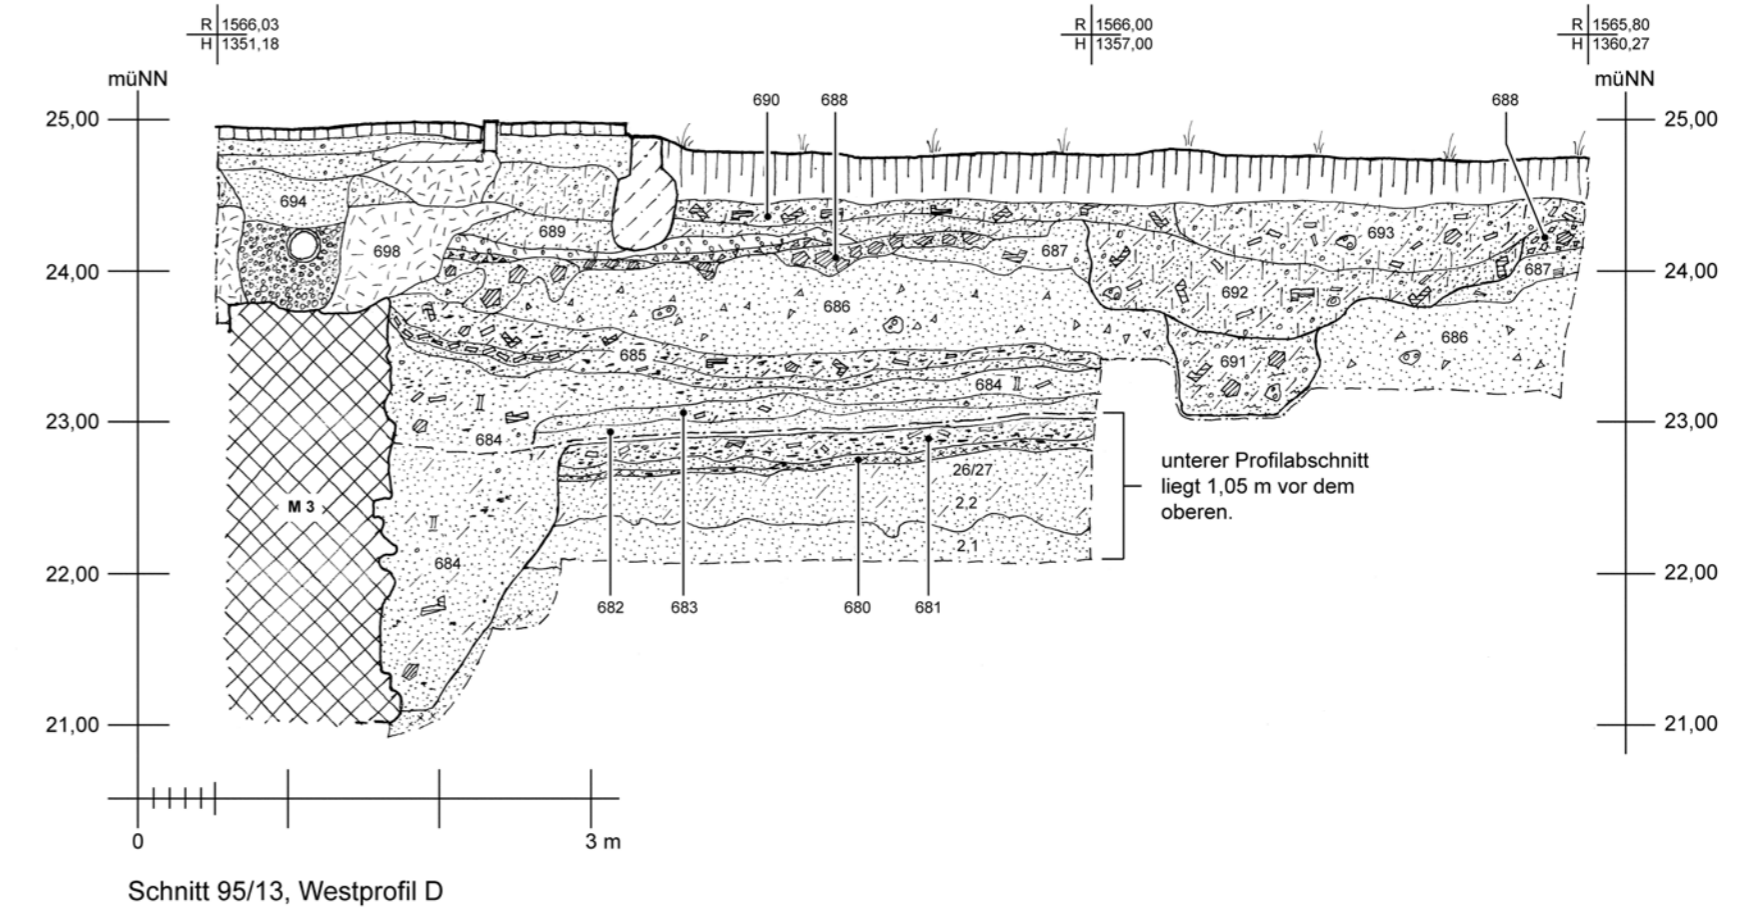 R 1566,03
H 1351,18
R 1566,00
H 1357,00
R 1565,80
H 1360,27
müNN
müNN
690
688
688
25,00
25,00
694
693
689
698
687
687
24,00
24,00
692
686
686
685
691
684
23,00
23,00
684
unterer Profilabschnitt
liegt 1,05 m vor dem
oberen.
26/27
M 3
2,2
2,1
684
22,00
22,00
682
683
680
681
21,00
21,00
0
3 m
Schnitt 95/13, Westprofil D